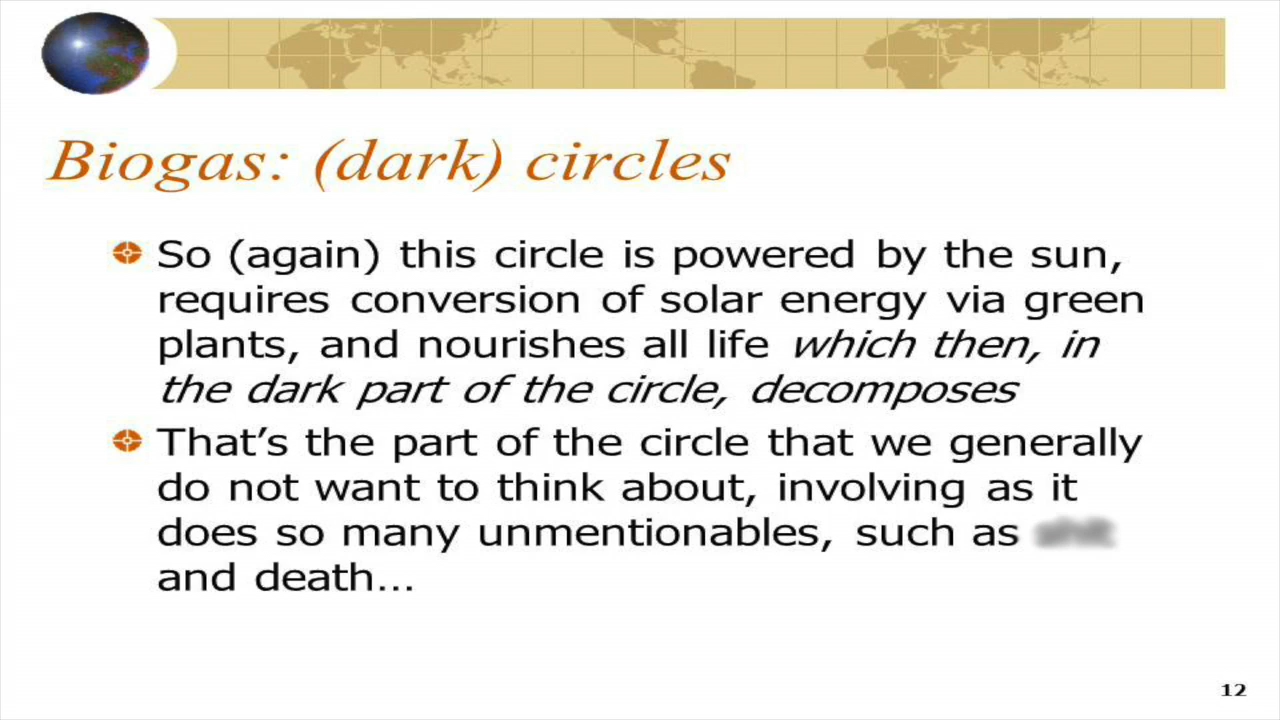 Biogas: (dark) circles
So (again) this circle is powered by the sun,
requires conversion of solar energy via green
plants, and nourishes all life which then, in
the dark part of the circle, decomposes
That's the part of the circle that we generally
do not want to think about, involving as it
does so many unmentionables, such as
and death...
12